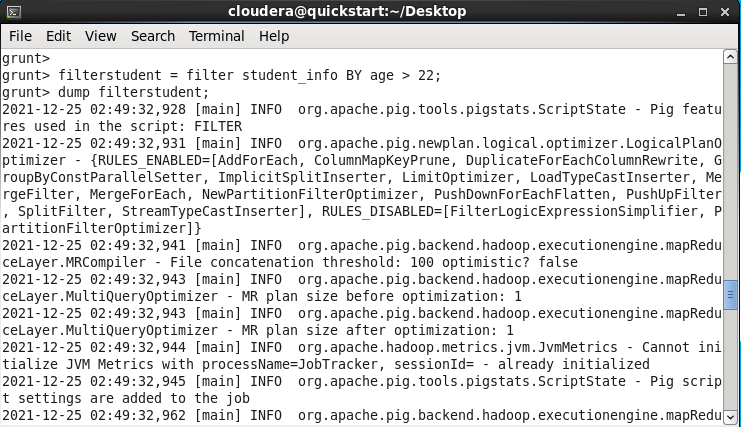 cloudera@quickstart:~/Desktop
File Edit View Search Terminal Help
grunt>
grunt> filterstudent = filter student_info BY age > 22;
grunt> dump filterstudent;
2021-12-25 02:49:32,928 [main] INFO  org.apache.pig.tools.pigstats.ScriptState - Pig featu
res used in the script: FILTER
2021-12-25 02:49:32,931 [main] INFO  org.apache.pig.newplan.logical.optimizer.LogicalPlanO
ptimizer - {RULES_ENABLED=[AddForEach, ColumnMapKeyPrune, DuplicateForEachColumnRewrite, G
roupByConstParallelSetter, ImplicitSplitInserter, LimitOptimizer, LoadTypeCastInserter, Me
rgeFilter, MergeForEach, NewPartitionFilterOptimizer, PushDownForEachFlatten, PushUpFilter
, SplitFilter, StreamTypeCastInserter], RULES_DISABLED=[FilterLogicExpressionSimplifier, P
artitionFilterOptimizer]}
2021-12-25 02:49:32,941 [main] INFO  org.apache.pig.backend.hadoop.executionengine.mapRedu
ceLayer.MRCompiler - File concatenation threshold: 100 optimistic? false
2021-12-25 02:49:32,943 [main] INFO  org.apache.pig.backend.hadoop.executionengine.mapRedu
ceLayer.MultiQueryOptimizer - MR plan size before optimization: 1
2021-12-25 02:49:32,943 [main] INFO  org.apache.pig.backend.hadoop.executionengine.mapRedu
ceLayer.MultiQueryOptimizer - MR plan size after optimization: 1
2021-12-25 02:49:32,944 [main] INFO  org.apache.hadoop.metrics.jvm.JvmMetrics - Cannot ini
tialize JVM Metrics with processName=JobTracker, sessionId= - already initialized
2021-12-25 02:49:32,945 [main] INFO  org.apache.pig.tools.pigstats.ScriptState - Pig scrip
t settings are added to the job
2021-12-25 02:49:32,962 [main] INFO  org.apache.pig.backend.hadoop.executionengine.mapRedu